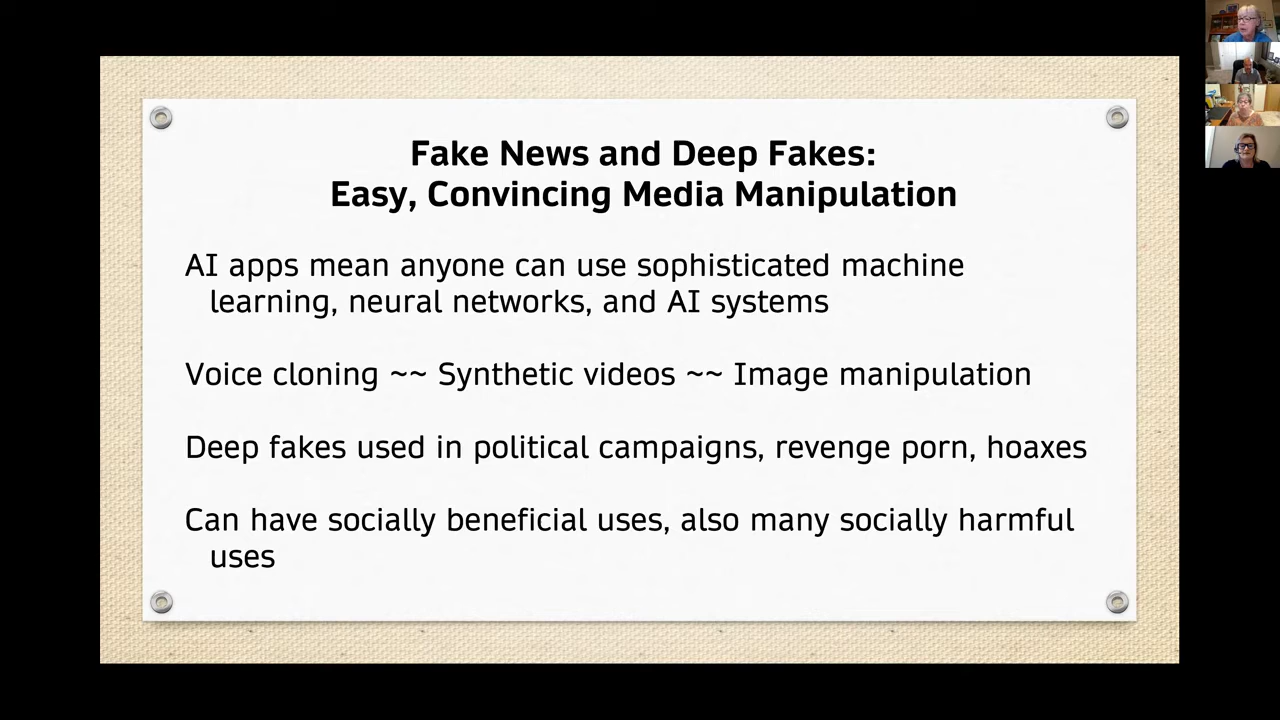 Fake News and Deep Fakes:
Easy, Convincing Media Manipulation
AI apps mean anyone can use sophisticated machine
learning, neural networks, and AI systems
Voice cloning ~~ Synthetic videos ~~ Image manipulation
Deep fakes used in political campaigns, revenge porn, hoaxes
Can have socially beneficial uses, also many socially harmful
uses